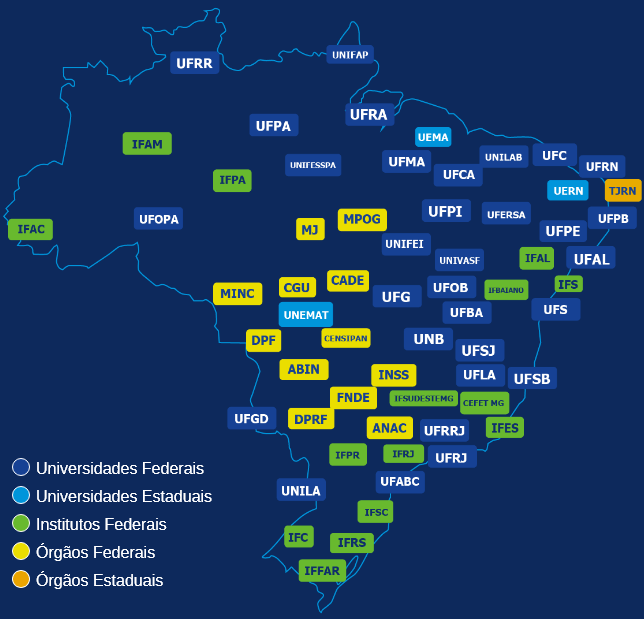 UNIFAP
UFRR
UFRA
UFPA
UEMA
IFAM
UNIFESSPA
UFMA
UNILAB
UFC
UFRN
UFCA
IFPA
UERN
TJRN
UFOPA
MPOG
UFPI
UFERSA
UFPB
IFAC
MJ
UFPE
UNIFEI
UNIVASF
IFAL
UFAL
MINC
CGU
CADE
UFG
UFOB
IFBAIANO
IFS
UNEMAT
UFBA
UFS
DPF
CENSIPAN
UNB
UFSJ
ABIN
INSS
UFLA
UFSB
FNDE
IFSUDESTEMG
CEFET MG
UFGD
DPRF
ANAC
UFRRJ
IFES
IFPR
IFRJ
UFRJ
UNILA
UFABC
IFSC
IFC
IFRS
IFFAR
Universidades Federais
Universidades Estaduais
Institutos Federais
Órgãos Federais
Órgãos Estaduais